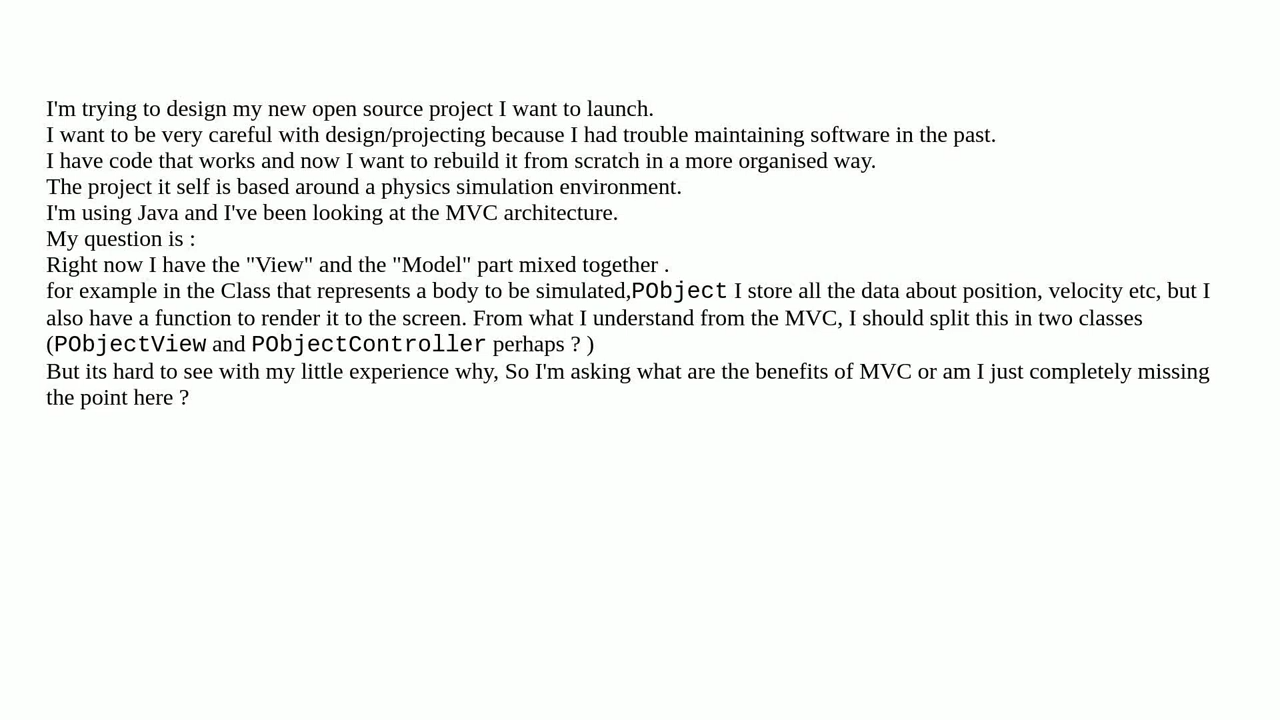 I'm trying to design my new open source project I want to launch.
I want to be very careful with design/projecting because I had trouble maintaining software in the past.
I have code that works and now I want to rebuild it from scratch in a more organised way.
The project it self is based around a physics simulation environment.
I'm using Java and I've been looking at the MVC architecture.
My question is :
Right now I have the "View" and the "Model" part mixed together .
for example in the Class that represents a body to be simulated,PObject I store all the data about position, velocity etc, but I
also have a function to render it to the screen. From what I understand from the MVC, I should split this in two classes
(PObjectView and PObjectController perhaps ? )
But its hard to see with my little experience why, So I'm asking what are the benefits of MVC or am I just completely missing
the point here ?